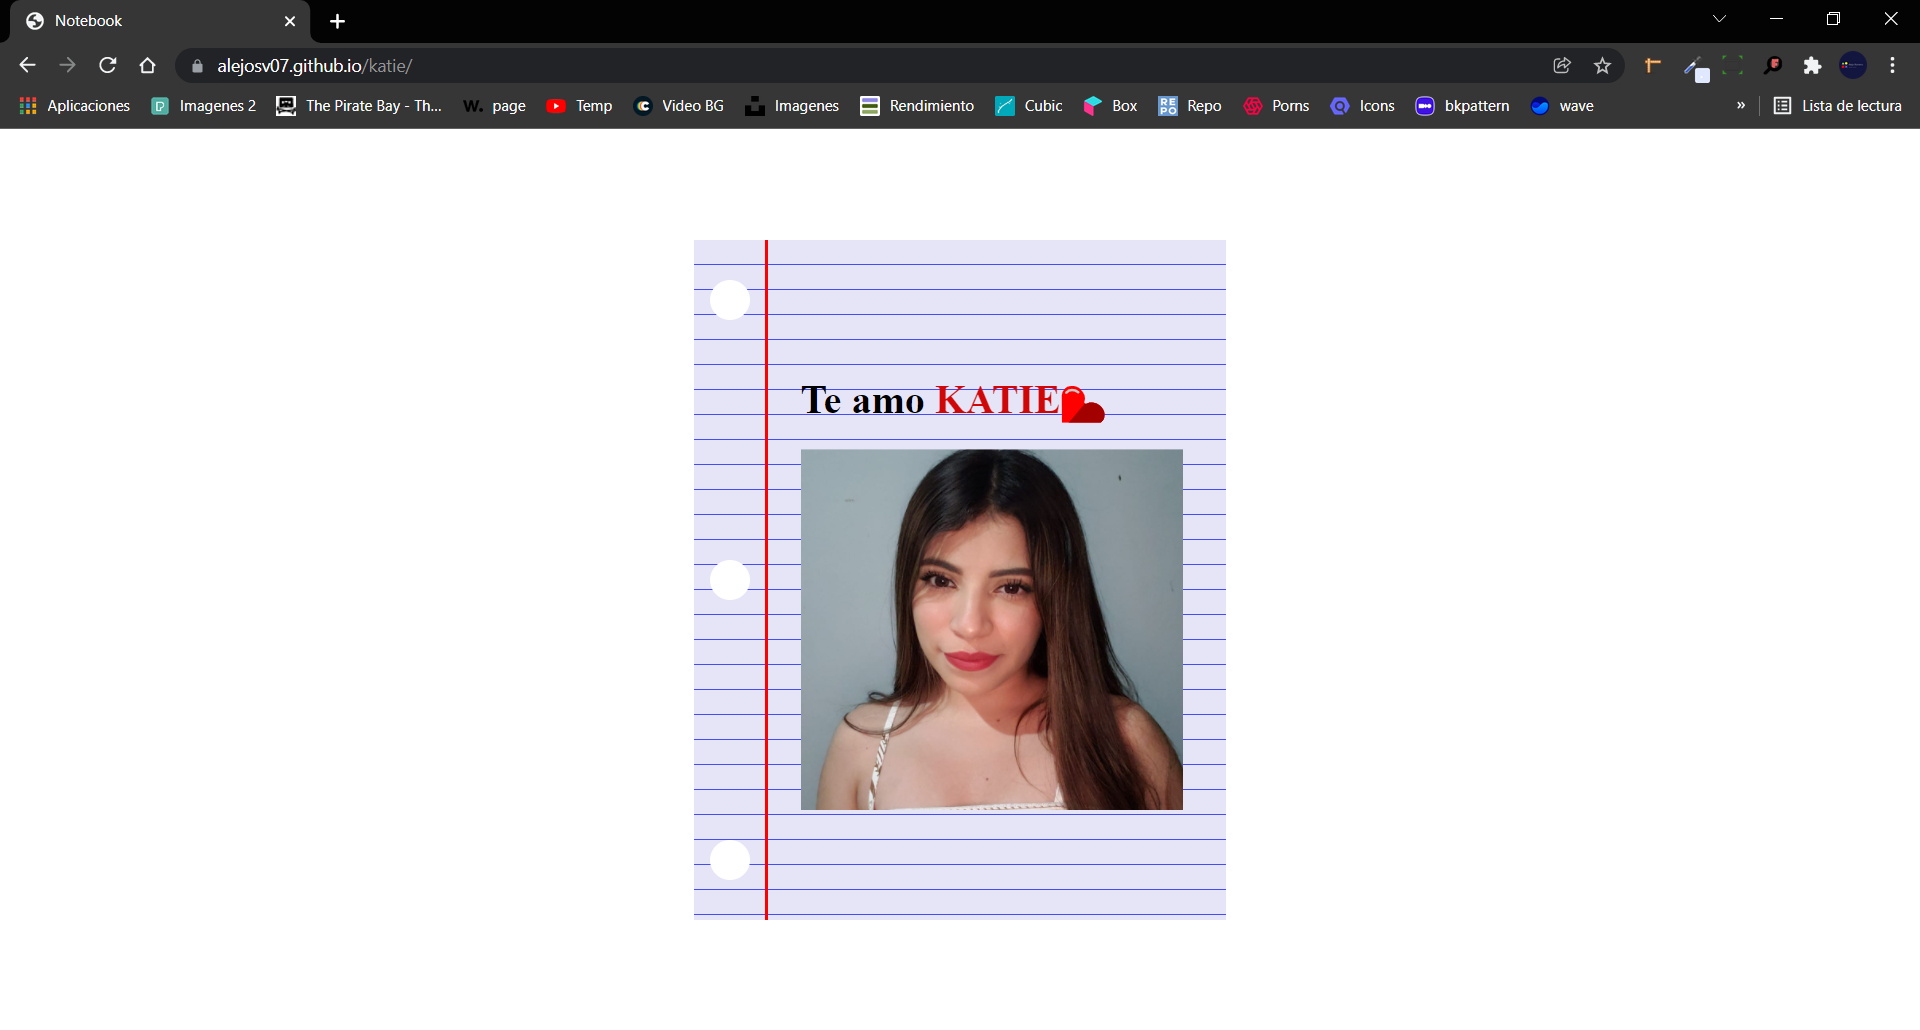 Notebook
alejosv07.github.io/katie/
Aplicaciones
Imagenes 2
The Pirate Bay - Th...
W. page
Temp
Video BG
Imagenes
Rendimiento
Cubic
Box
REPO Repo
Porns
Icons
bkpattern
wave
»
Lista de lectura
Te amo KATIE